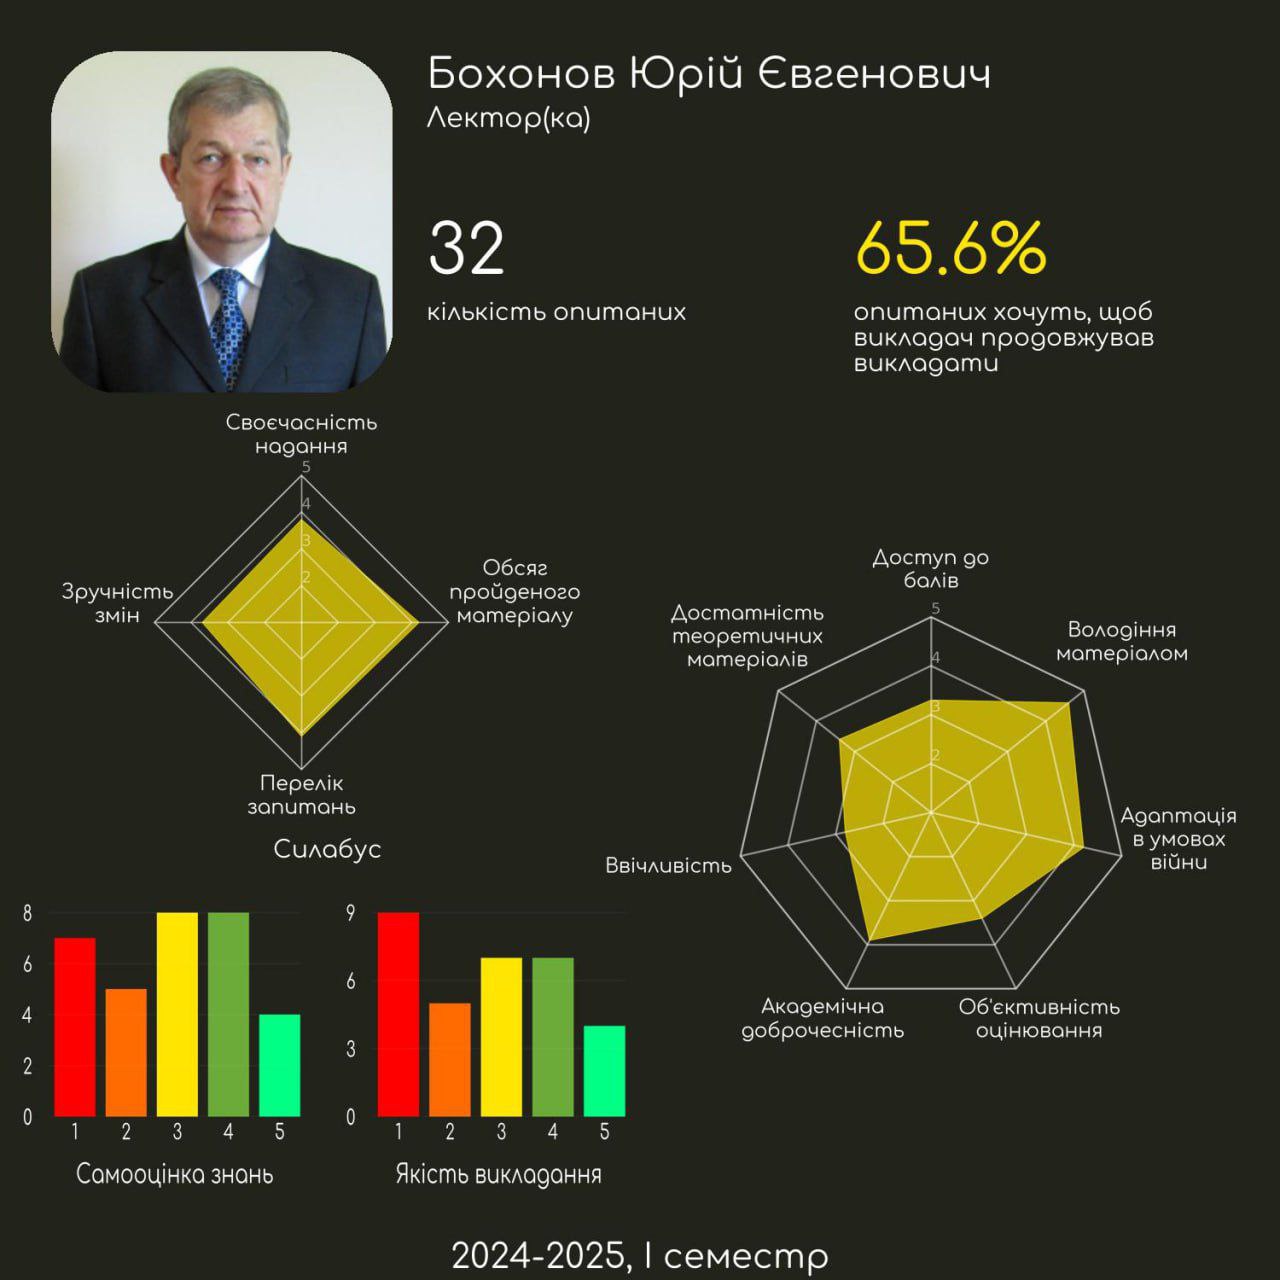 Бохонов Юрій Євгенович
Лектор(ка)
32
кількість опитаних
65.6%
опитаних хочуть, щоб
викладач продовжував
викладати
Своєчасність
надання
5
4
3
2
Зручність
змін
Обсяг
пройденого
матеріалу
Перелік
запитань
Силабус
Доступ до
балів
5
4
3
2
Достатність
теоретичних
матеріалів
Володіння
матеріалом
Адаптація
в умовах
війни
Ввічливість
Академічна
доброчесність
Об'єктивність
оцінювання
8
6
4
2
0
1 2 3 4 5
Самооцінка знань
9
6
3
0
1 2 3 4 5
Якість викладання
2024-2025, I семестр